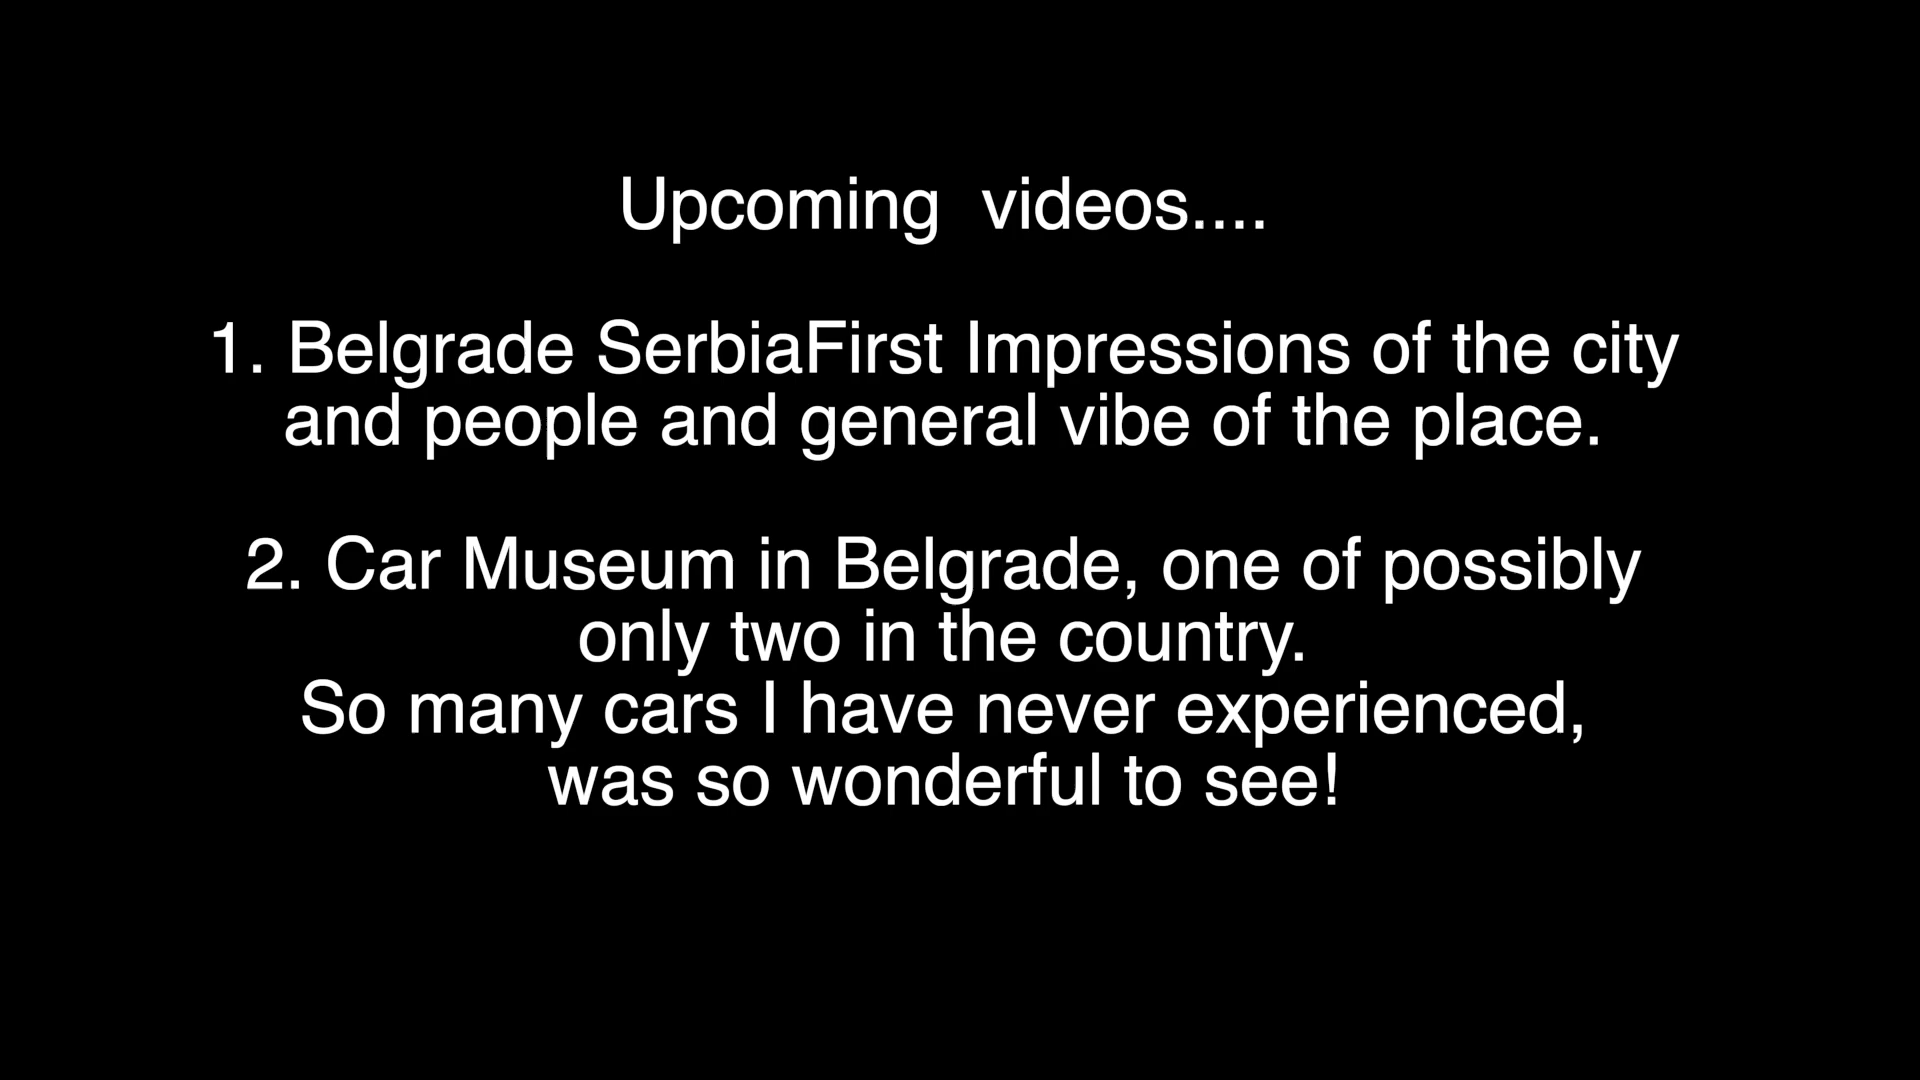 Upcoming  videos....
1. Belgrade SerbiaFirst Impressions of the city
and people and general vibe of the place.
2. Car Museum in Belgrade, one of possibly
only two in the country.
So many cars I have never experienced,
was so wonderful to see!